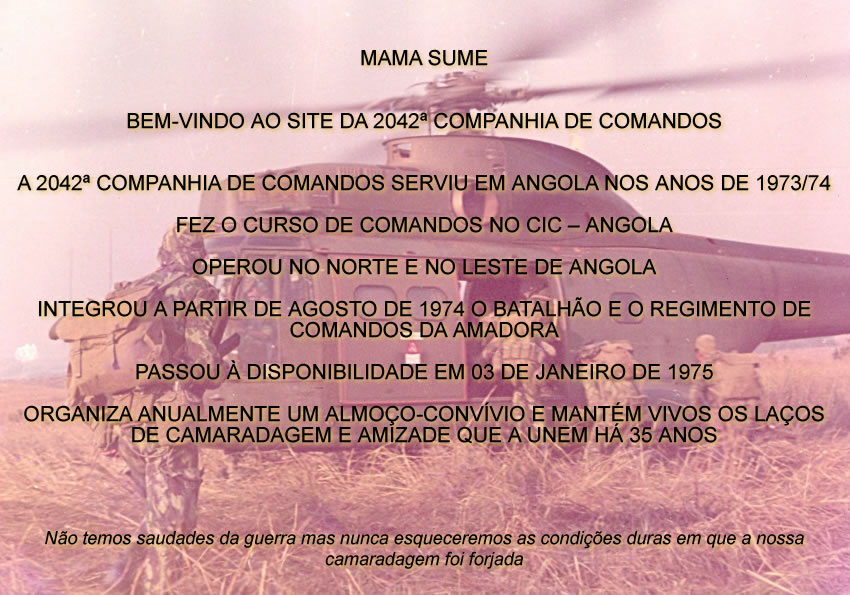 MAMA SUME
BEM-VINDO AO SITE DA 2042ª COMPANHIA DE COMANDOS
A 2042ª COMPANHIA DE COMANDOS SERVIU EM ANGOLA NOS ANOS DE 1973/74
FEZ O CURSO DE COMANDOS NO CIC – ANGOLA
OPEROU NO NORTE E NO LESTE DE ANGOLA
INTEGROU A PARTIR DE AGOSTO DE 1974 O BATALHÃO E O REGIMENTO DE
COMANDOS DA AMADORA
PASSOU À DISPONIBILIDADE EM 03 DE JANEIRO DE 1975
ORGANIZA ANUALMENTE UM ALMOÇO-CONVÍVIO E MANTÉM VIVOS OS LAÇOS
DE CAMARADAGEM E AMIZADE QUE A UNEM HÁ 35 ANOS
Não temos saudades da guerra mas nunca esqueceremos as condições duras em que a nossa
camaradagem foi forjada